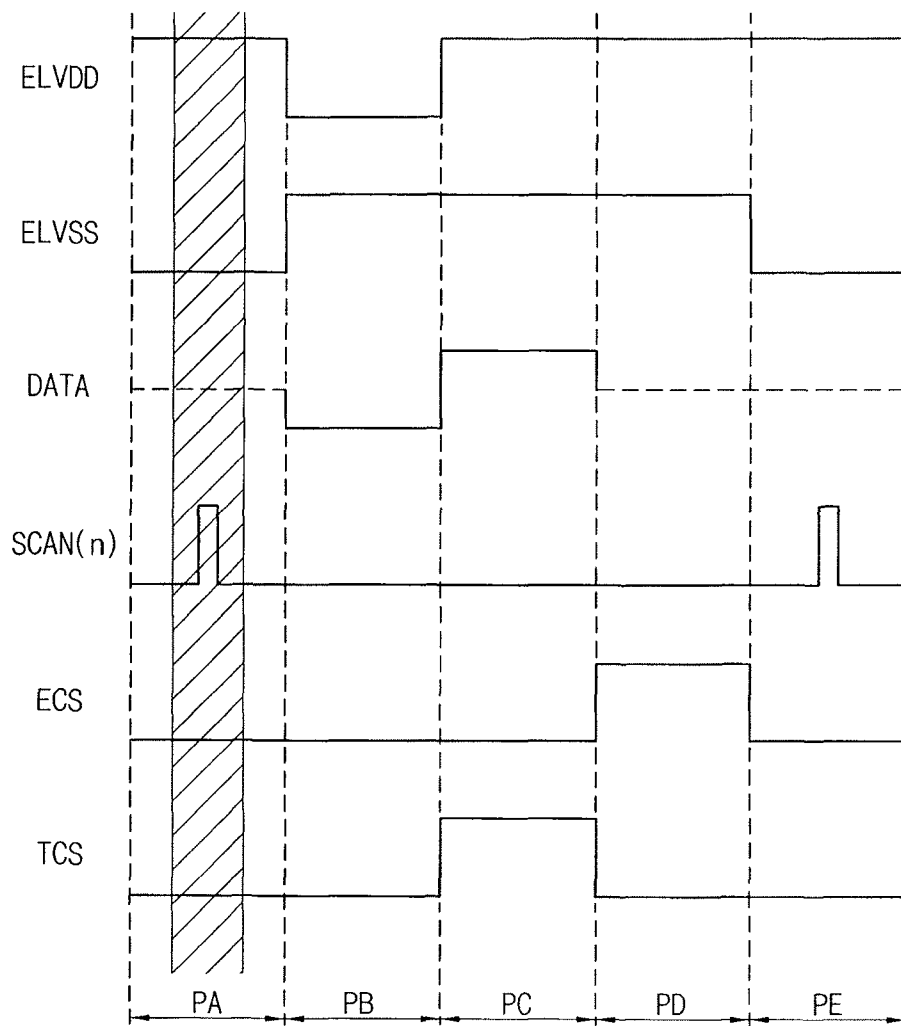 ELVDD
ELVSS
DATA
SCAN(n)
ECS
TCS
PA PB PC PD PE